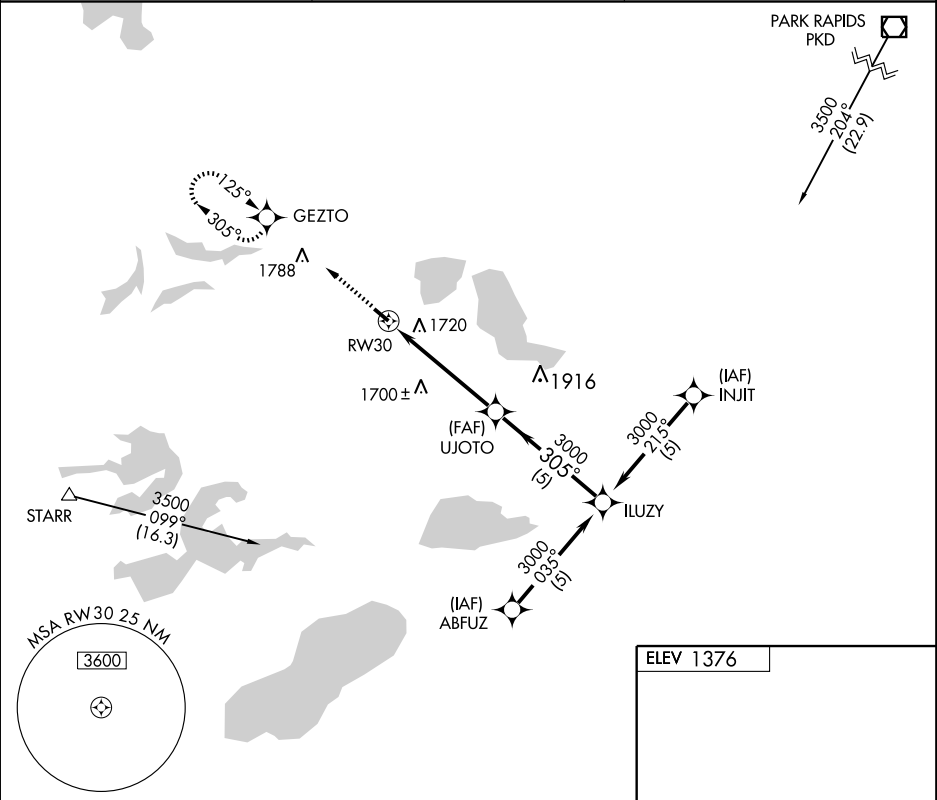 PARK RAPIDS
PKD
3500
204°
(22.9)
125°
305°
GEZTO
1788
RW30
1720
1700 ±
1916
(FAF)
UJOTO
(IAF)
INJIT
3000
215°
(5)
3000
305°
(5)
ILUZY
STARR
3500
099°
(16.3)
3000
035°
(5)
(IAF)
ABFUZ
MSA RW30 25 NM
3600
ELEV 1376